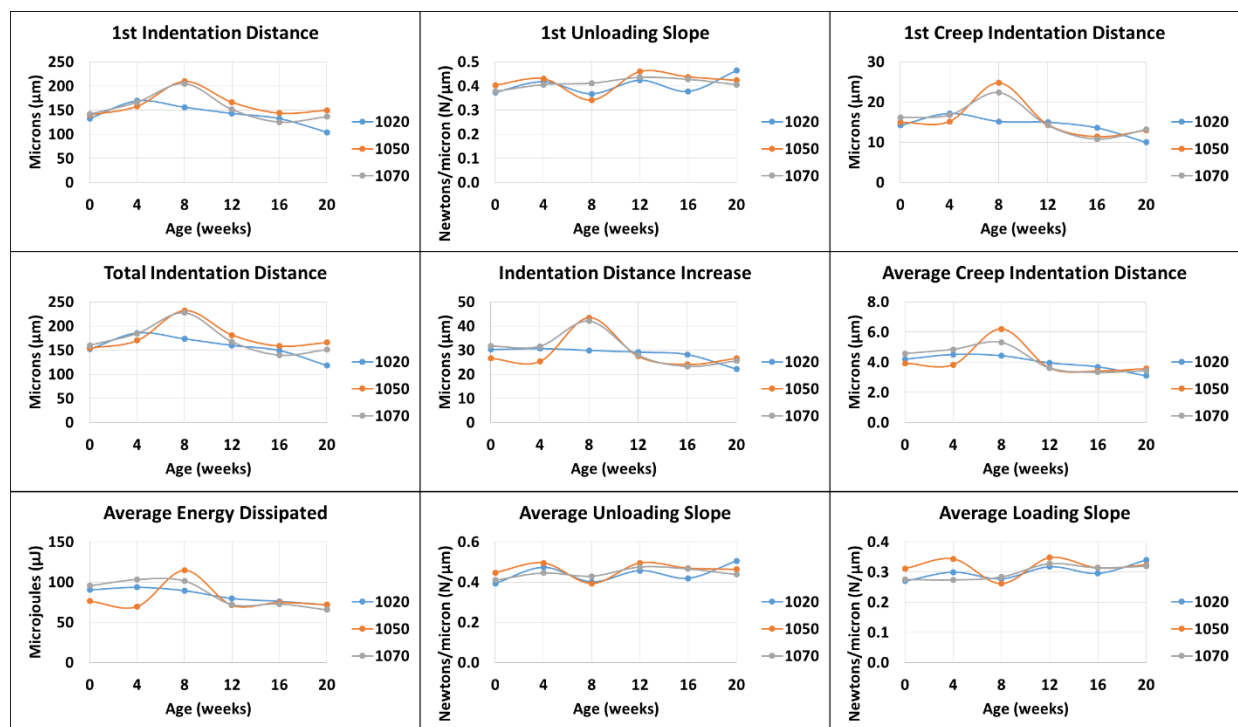 1st Indentation Distance
Microns (µm)
250
200
150
100
50
0
0 4 8 12 16 20
Age (weeks)
1020
1050
1070
1st Unloading Slope
Newtons/micron (N/µm)
0.5
0.4
0.3
0.2
0.1
0.0
0 4 8 12 16 20
Age (weeks)
1020
1050
1070
1st Creep Indentation Distance
Microns (µm)
30
20
10
0
0 4 8 12 16 20
Age (weeks)
1020
1050
1070
Total Indentation Distance
Microns (µm)
250
200
150
100
50
0
0 4 8 12 16 20
Age (weeks)
1020
1050
1070
Indentation Distance Increase
Microns (µm)
50
40
30
20
10
0
0 4 8 12 16 20
Age (weeks)
1020
1050
1070
Average Creep Indentation Distance
Microns (µm)
8.0
6.0
4.0
2.0
0.0
0 4 8 12 16 20
Age (weeks)
1020
1050
1070
Average Energy Dissipated
Microjoules (µJ)
150
100
50
0
0 4 8 12 16 20
Age (weeks)
1020
1050
1070
Average Unloading Slope
Newtons/micron (N/µm)
0.6
0.4
0.2
0.0
0 4 8 12 16 20
Age (weeks)
1020
1050
1070
Average Loading Slope
Newtons/micron (N/µm)
0.4
0.3
0.2
0.1
0.0
0 4 8 12 16 20
Age (weeks)
1020
1050
1070